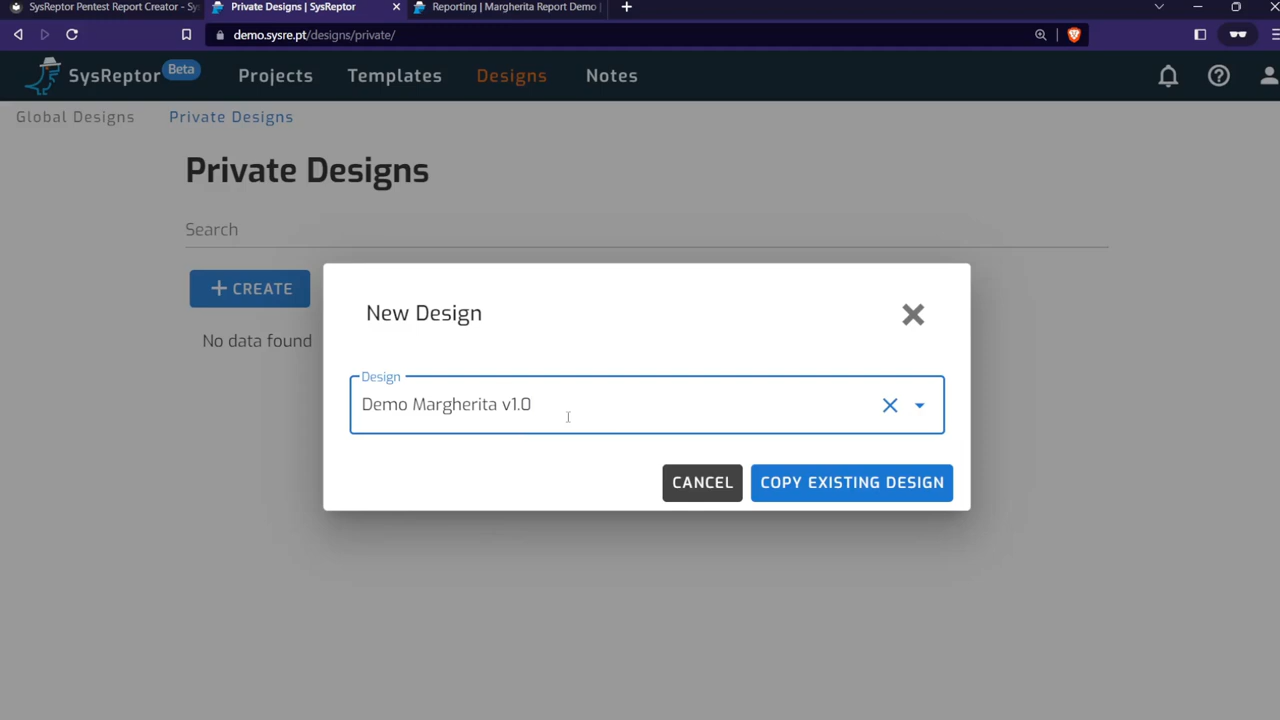 SysReptor Pentest Report Creator - Sy
Private Designs | SysReptor
Reporting | Margherita Report Demo
demo.sysre.pt/designs/private/
SysReptor Beta Projects Templates Designs Notes
Global Designs Private Designs
Private Designs
Search
CREATE
No data found
New Design
Design
Demo Margherita v1.0
CANCEL COPY EXISTING DESIGN